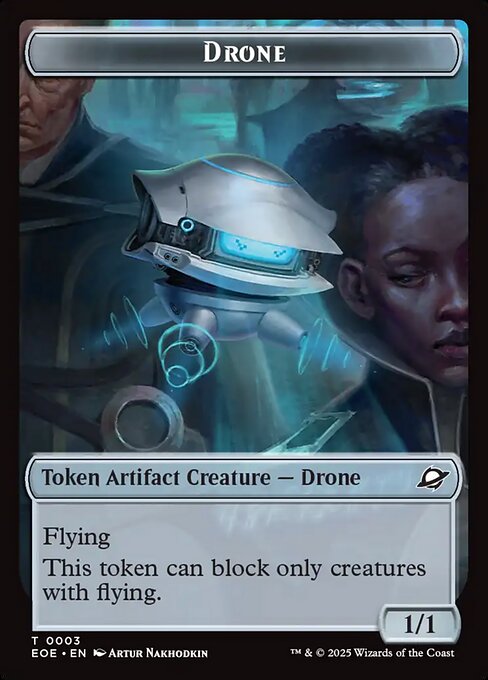 Drone
Token Artifact Creature — Drone
Flying
This token can block only creatures
with flying.
1/1
T 0003
EOE • EN Artur Nakhodkin
™ & © 2025 Wizards of the Coast